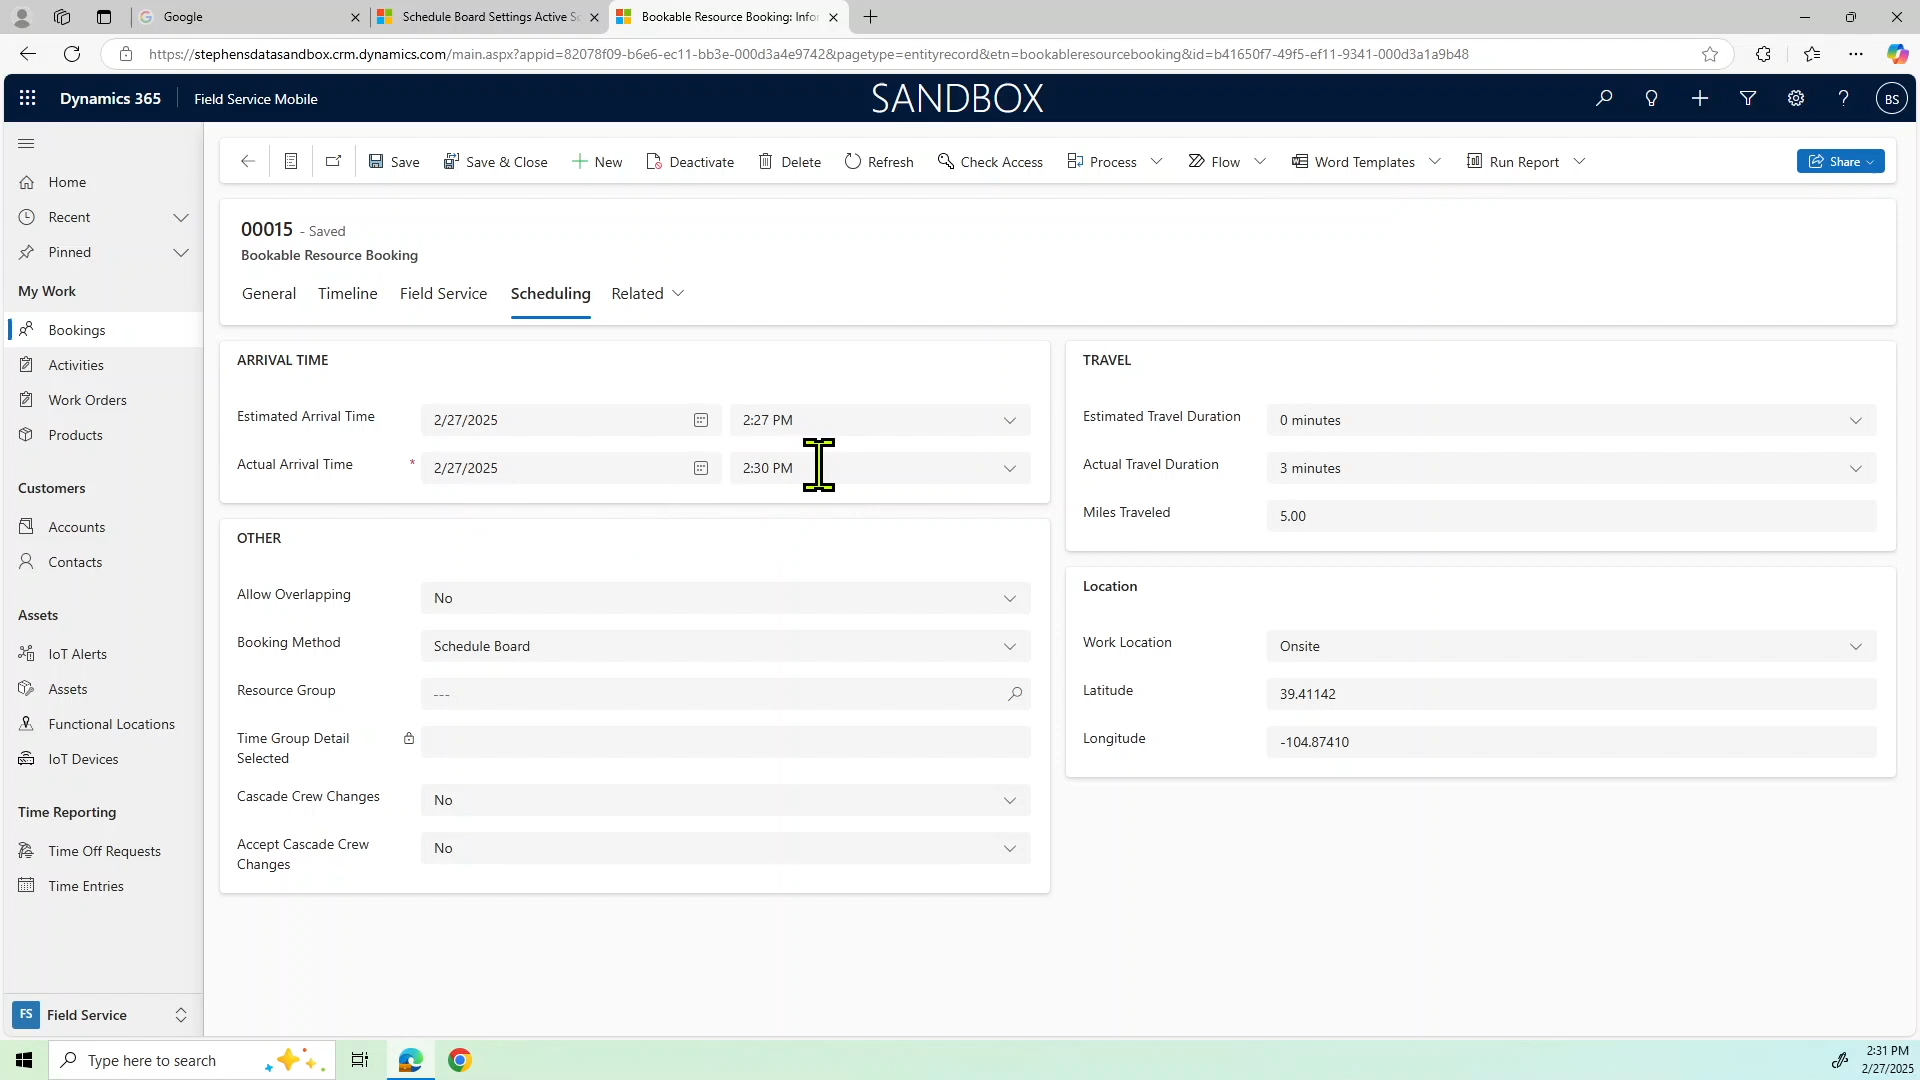 Google
Schedule Board Settings Active Sc
Bookable Resource Booking: Infor
https://stephensdatasandbox.crm.dynamics.com/main.aspx?appid=82078f09-b6e6-ec11-bb3e-000d3a4e9742&pagetype=entityrecord&etn=bookableresourcebooking&id=b41650f7-49f5-ef11-9341-000d3a1a9b48
Dynamics 365
Field Service Mobile
SANDBOX
BS
Save
Save & Close
New
Deactivate
Delete
Refresh
Check Access
Process
Flow
Word Templates
Run Report
Share
Home
Recent
Pinned
My Work
Bookings
Activities
Work Orders
Products
Customers
Accounts
Contacts
Assets
IoT Alerts
Assets
Functional Locations
IoT Devices
Time Reporting
Time Off Requests
Time Entries
FS Field Service
00015 - Saved
Bookable Resource Booking
General
Timeline
Field Service
Scheduling
Related
ARRIVAL TIME
Estimated Arrival Time
2/27/2025
2:27 PM
Actual Arrival Time *
2/27/2025
2:30 PM
OTHER
Allow Overlapping
No
Booking Method
Schedule Board
Resource Group
---
Time Group Detail
Selected
Cascade Crew Changes
No
Accept Cascade Crew
Changes
No
TRAVEL
Estimated Travel Duration
0 minutes
Actual Travel Duration
3 minutes
Miles Traveled
5.00
Location
Work Location
Onsite
Latitude
39.41142
Longitude
-104.87410
Type here to search
2:31 PM
2/27/2025